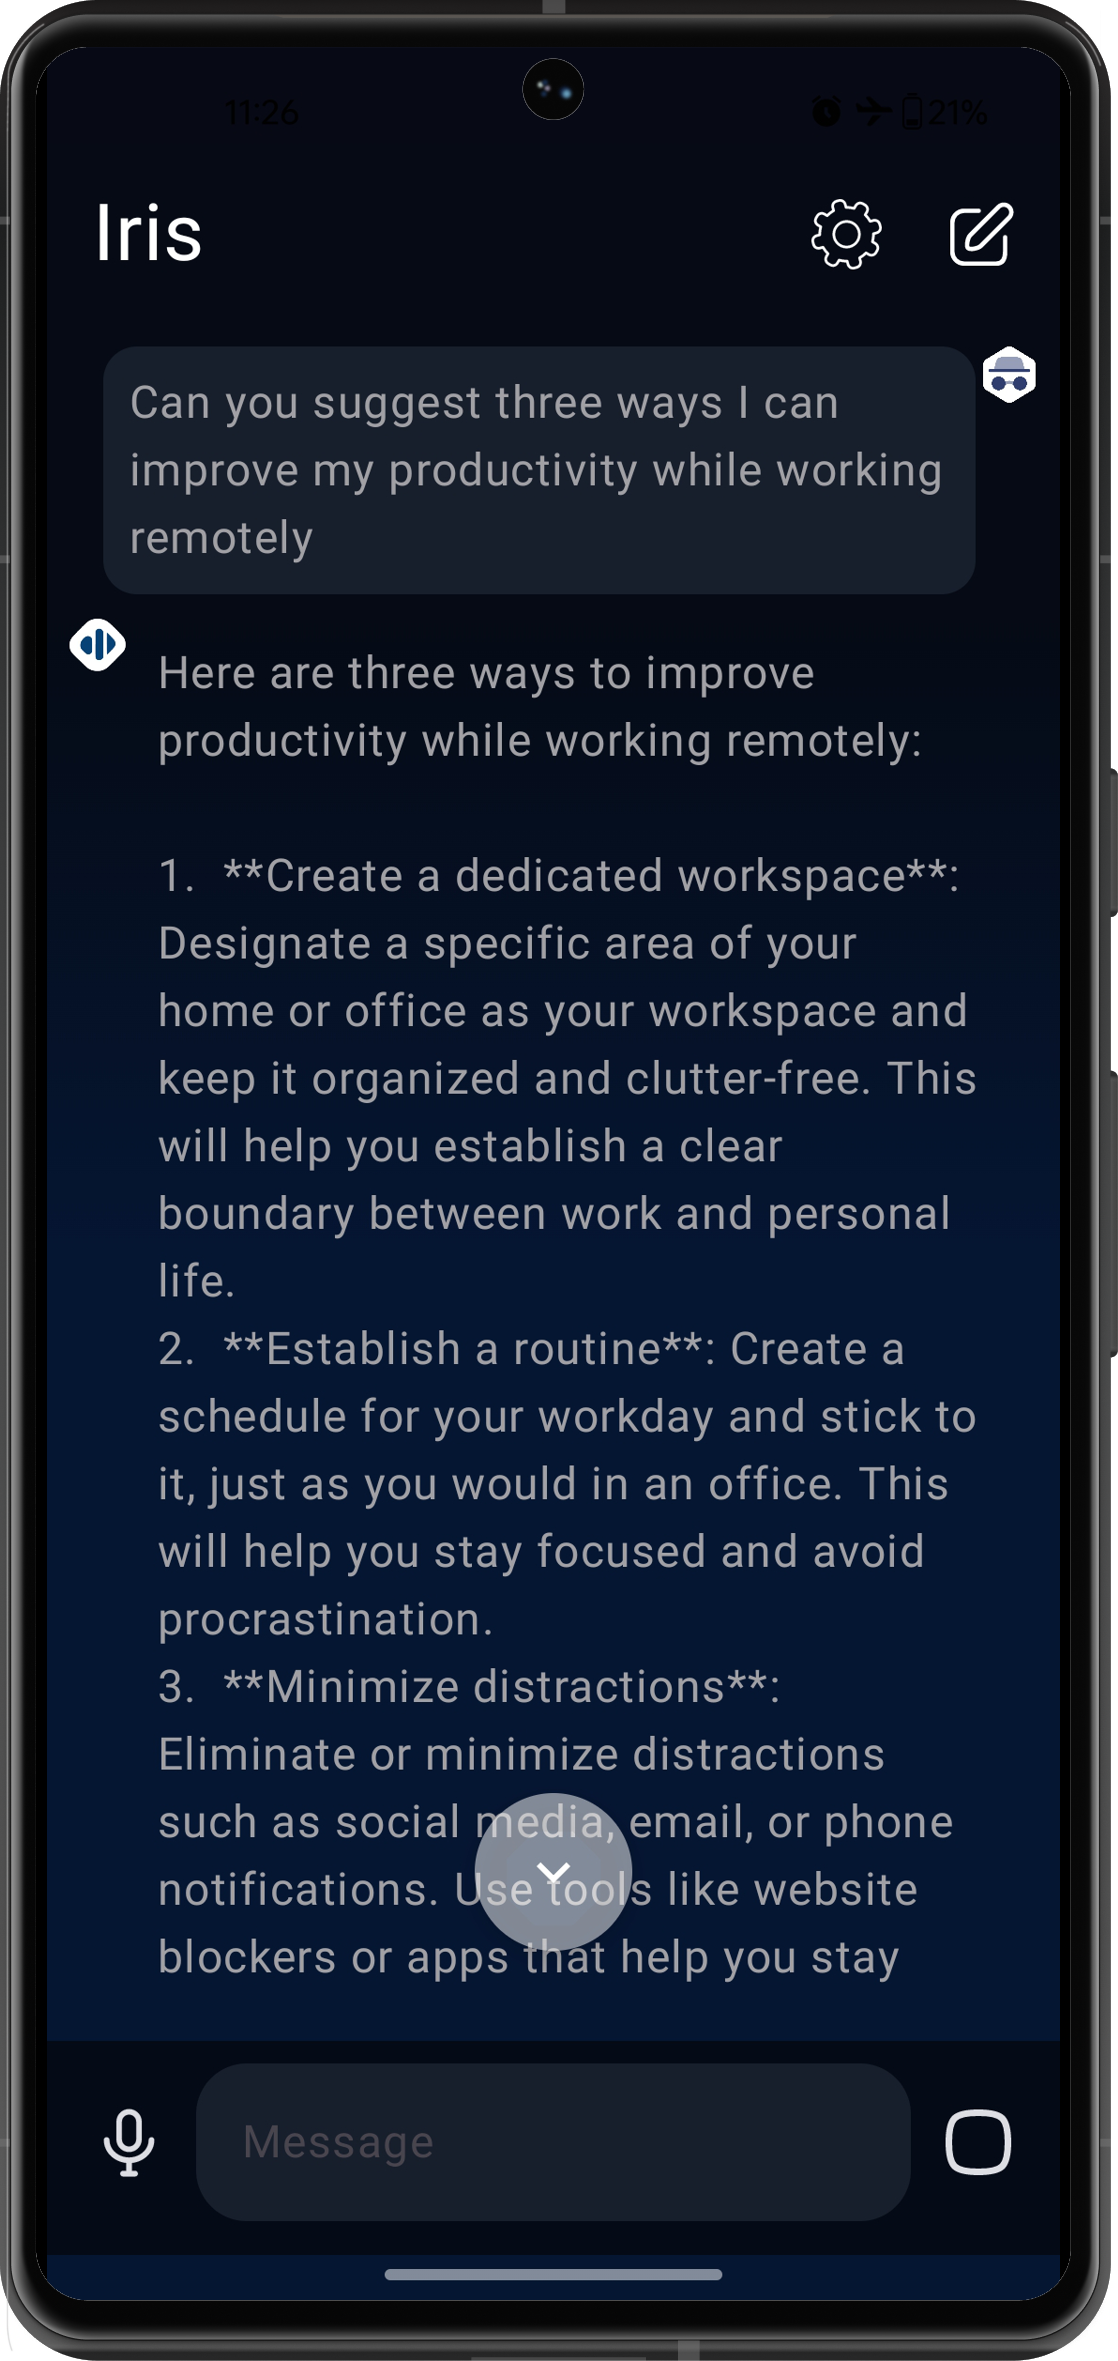 11:26 21%
Iris
Can you suggest three ways I can
improve my productivity while working
remotely
Here are three ways to improve
productivity while working remotely:
1. **Create a dedicated workspace**:
Designate a specific area of your
home or office as your workspace and
keep it organized and clutter-free. This
will help you establish a clear
boundary between work and personal
life.
2. **Establish a routine**: Create a
schedule for your workday and stick to
it, just as you would in an office. This
will help you stay focused and avoid
procrastination.
3. **Minimize distractions**:
Eliminate or minimize distractions
such as social media, email, or phone
notifications. Use tools like website
blockers or apps that help you stay
Message